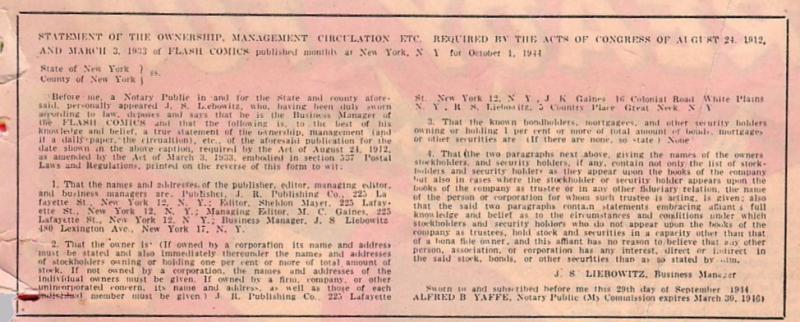 STATEMENT OF THE OWNERSHIP, MANAGEMENT CIRCULATION ETC. REQUIRED BY THE ACTS OF CONGRESS OF AUGUST 24, 1912,
AND MARCH 3, 1933 of FLASH COMICS published monthly at New York, N Y for October 1, 1944
State of New York } ss.
County of New York }
Before me, a Notary Public in and for the State and county afore-
said, personally appeared J. S. Liebowitz, who, having been duly sworn
according to law, deposes and says that he is the Business Manager of
the FLASH COMICS and that the following is, to the best of his
knowledge and belief, a true statement of the ownership, management (and
if a daily paper, the circualtion), etc., of the aforesaid publication for the
date shown in the above caption, required by the Act of August 24, 1912,
as amended by the Act of March 3, 1933, embodied in section 537 Postal
Laws and Regulations, printed on the reverse of this form to wit:
1. That the names and addresses of the publisher, editor, managing editor,
and business managers are. Publisher, J. R. Publishing Co., 225 La
fayette St., New York 12, N. Y.; Editor, Sheldon Mayer, 225 Lafay-
ette St., New York 12, N. Y.; Managing Editor, M. C. Gaines, 225
Lafayette St., New York 12, N. Y.; Business Manager, J. S Liebowitz
480 Lexington Ave., New York 17, N. Y.
2. That the owner is: (If owned by a corporation its name and address
must be stated and also immediately thereunder the names and addresses
of stockholders owning or holding one per cent or more of total amount of
stock. If not owned by a corporation, the names and addresses of the
individual owners must be given. If owned by a firm, company, or other
unincorporated concern, its name and address, as well as those of each
individual member must be given) J. R. Publishing Co., 225 Lafayette
St. New York 12, N Y, J K Gaines 16 Colonial Road White Plains
N. Y., R S. Liebowitz, 5 Country Place Great Neck, N/Y
3. That the known bondholders, mortgagees, and other security holders
owning or holding 1 per cent or more of total amount of bonds, mortgages
or other securities are (If there are none, so state) None
4. That the two paragraphs next above, giving the names of the owners
stockholders, and security holders, if any, contain not only the list of stock-
holders and security holders as they appear upon the books of the company
but also in cases where the stockholder or security holder appears upon the
books of the company as trustee or in any other fiduciary relation, the name
of the person or corporation for whom such trustee is acting, is given; also
that the said two paragraphs contain statements embracing affiant's full
knowledge and belief as to the circumstances and conditions under which
stockholders and security holders who do not appear upon the books of the
company as trustees, hold stock and securities in a capacity other than that
of a bona fide owner, and this affiant has no reason to believe that any other
person, association, or corporation has any interest, direct or indirect in
the said stock, bonds, or other securities than as so stated by him.
J. S LIEBOWITZ, Business Manager
Sworn to and subscribed before me this 29th day of September 1944.
ALFRED B YAFFE, Notary Public (My Commission expires March 30, 1946)